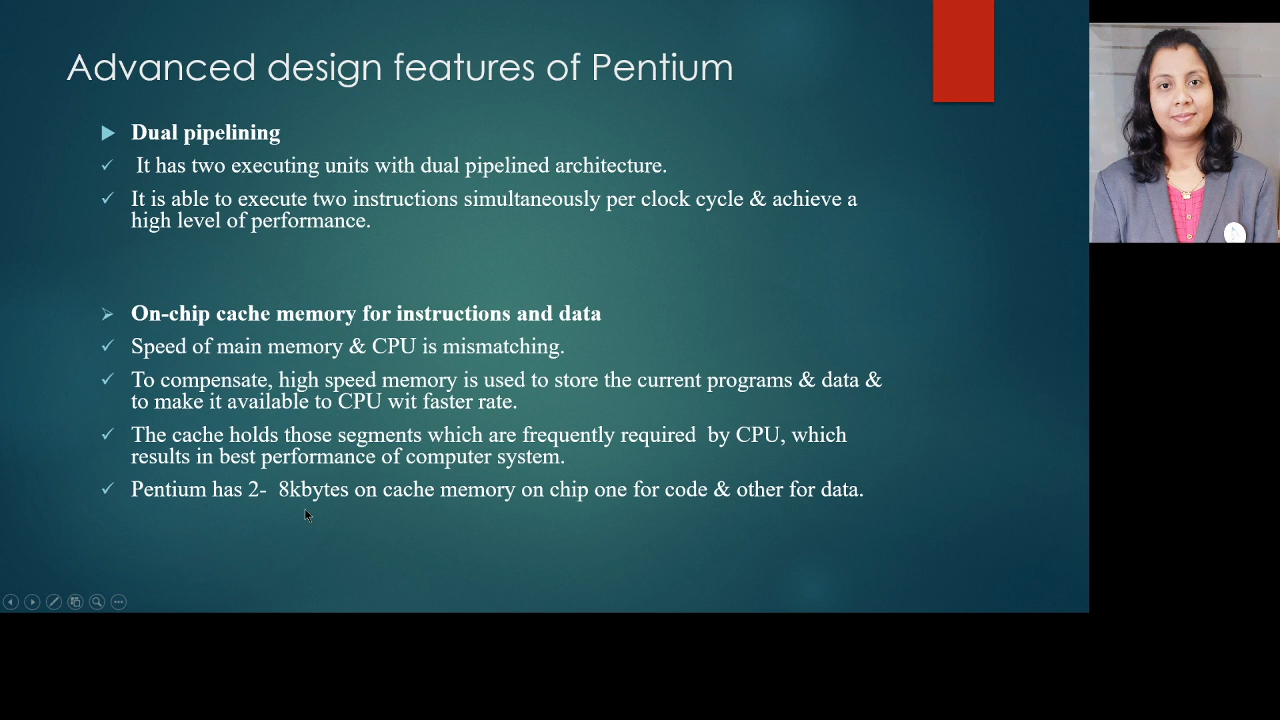 Advanced design features of Pentium
Dual pipelining
It has two executing units with dual pipelined architecture.
It is able to execute two instructions simultaneously per clock cycle & achieve a
high level of performance.
On-chip cache memory for instructions and data
Speed of main memory & CPU is mismatching.
To compensate, high speed memory is used to store the current programs & data &
to make it available to CPU wit faster rate.
The cache holds those segments which are frequently required  by CPU, which
results in best performance of computer system.
Pentium has 2-  8kbytes on cache memory on chip one for code & other for data.